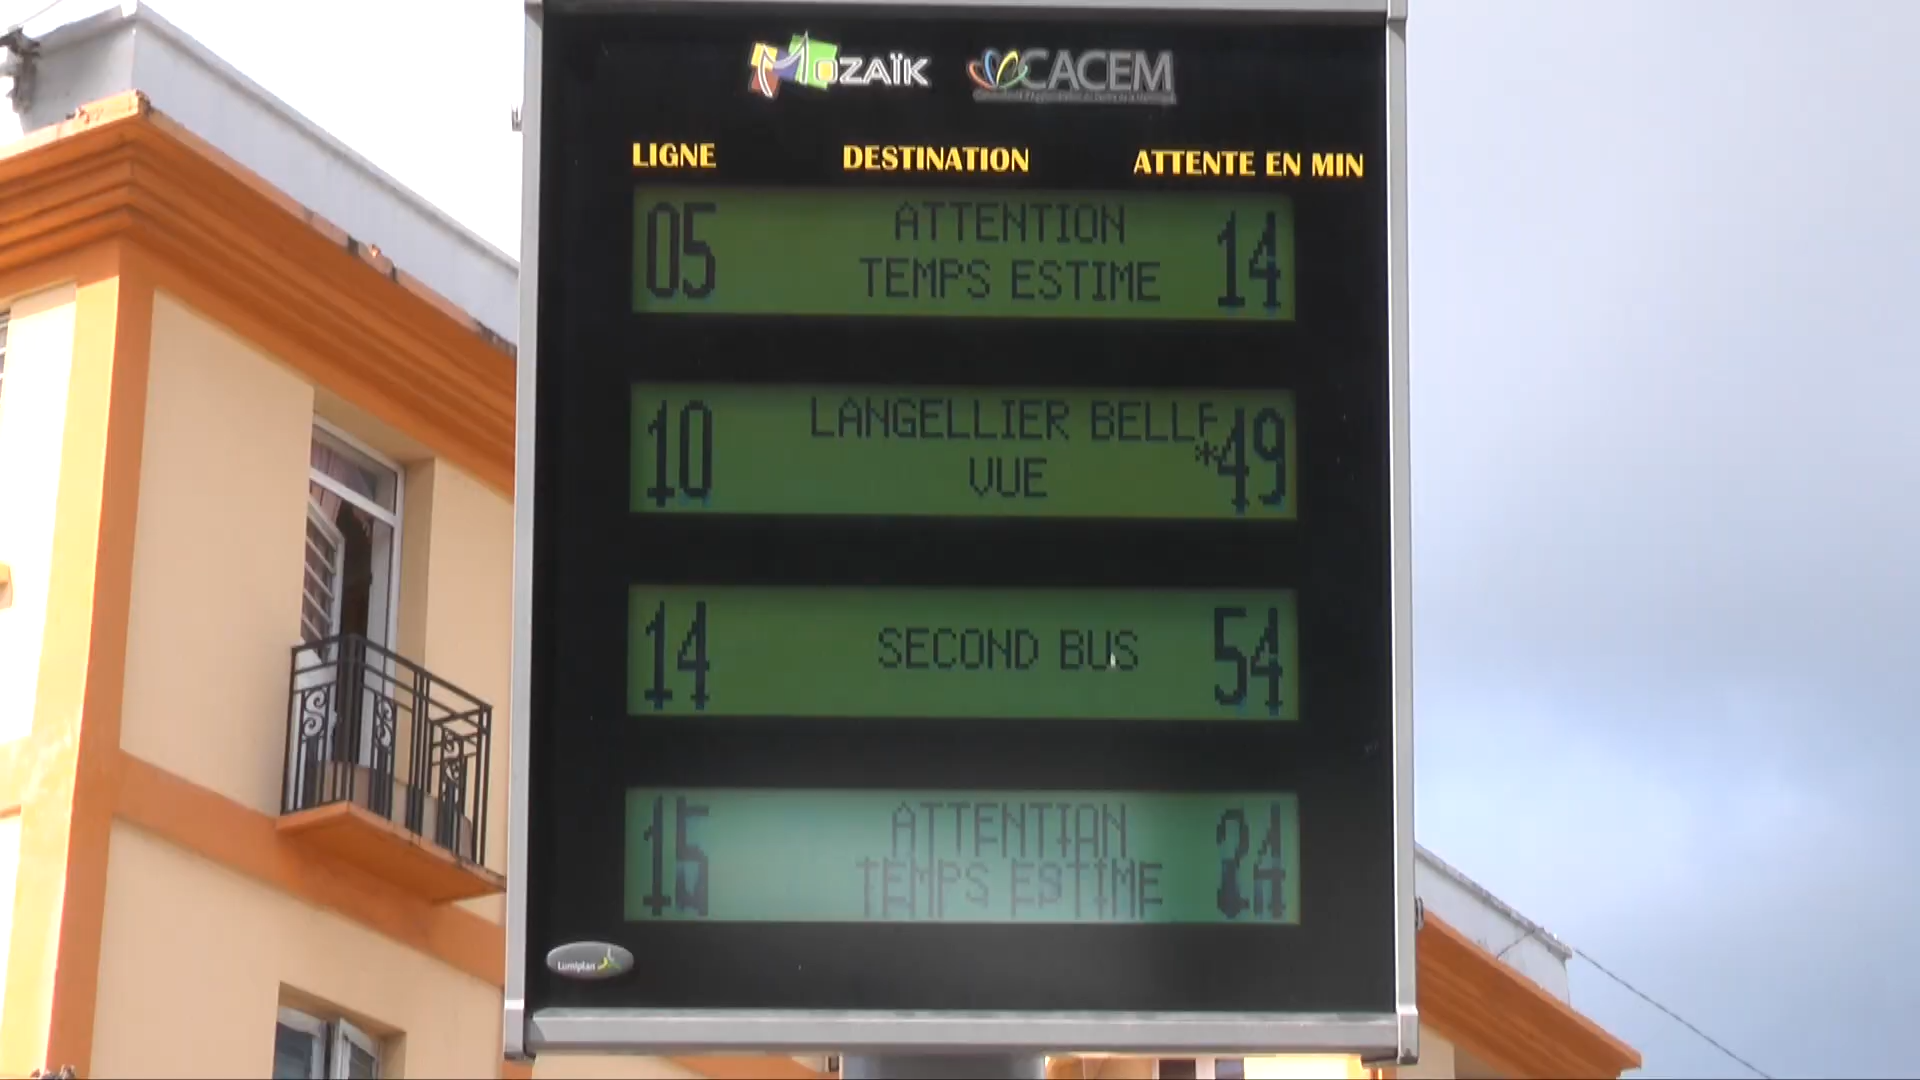 MOZAÏK CACEM
LIGNE DESTINATION ATTENTE EN MIN
05 ATTENTION 14
TEMPS ESTIME
10 LANGELLIER BELLE *49
VUE
14 SECOND BUS 54
15 ATTENTION 24
TEMPS ESTIME
Lumiplan